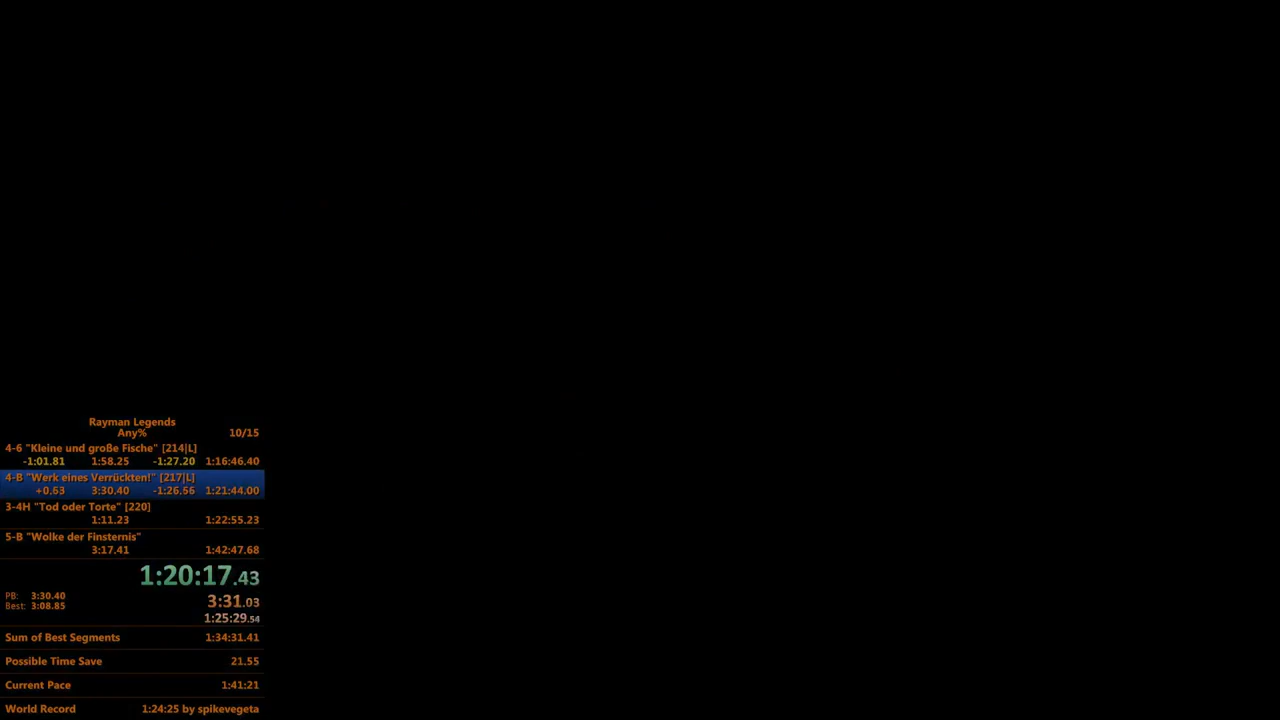 Rayman Legends
Any% 10/15
4-6 "Kleine und große Fische" [214|L]
-1:01.81 1:58.25 -1:27.20 1:16:46.40
4-B "Werk eines Verrückten!" [217|L]
+0.63 3:30.40 -1:26.56 1:21:44.00
3-4H "Tod oder Torte" [220]
1:11.23 1:22:55.23
5-B "Wolke der Finsternis"
3:17.41 1:42:47.68
1:20:17.43
PB: 3:30.40 3:31.03
Best: 3:08.85
1:25:29.54
Sum of Best Segments 1:34:31.41
Possible Time Save 21.55
Current Pace 1:41:21
World Record 1:24:25 by spikevegeta